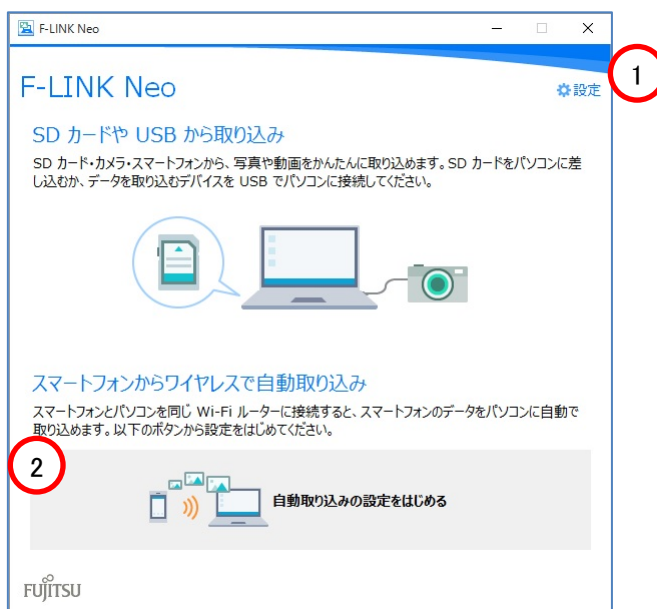 F-LINK Neo
1
F-LINK Neo
設定
SD カードや USB から取り込み
SD カード・カメラ・スマートフォンから、写真や動画をかんたんに取り込めます。SD カードをパソコンに差
し込むか、データを取り込むデバイスを USB でパソコンに接続してください。
スマートフォンからワイヤレスで自動取り込み
スマートフォンとパソコンを同じ Wi-Fi ルーターに接続すると、スマートフォンのデータをパソコンに自動で
取り込めます。以下のボタンから設定をはじめてください。
2
自動取り込みの設定をはじめる
FUJITSU